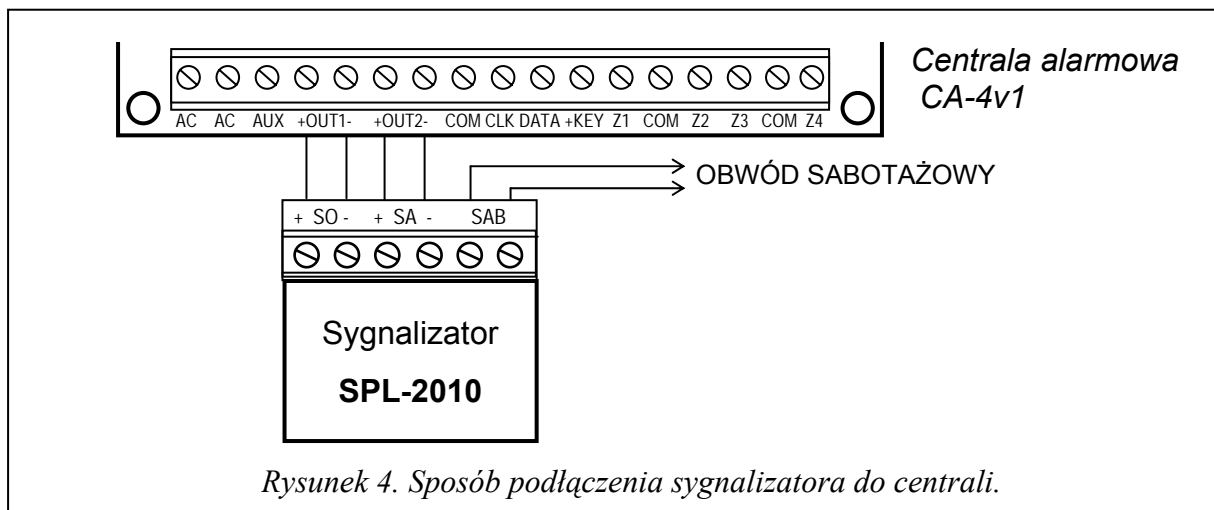 Centrala alarmowa
CA-4v1
AC AC AUX +OUT1- +OUT2- COM CLK DATA +KEY Z1 COM Z2 Z3 COM Z4
OBWÓD SABOTAŻOWY
+ SO - + SA - SAB
Sygnalizator
SPL-2010
Rysunek 4. Sposób podłączenia sygnalizatora do centrali.